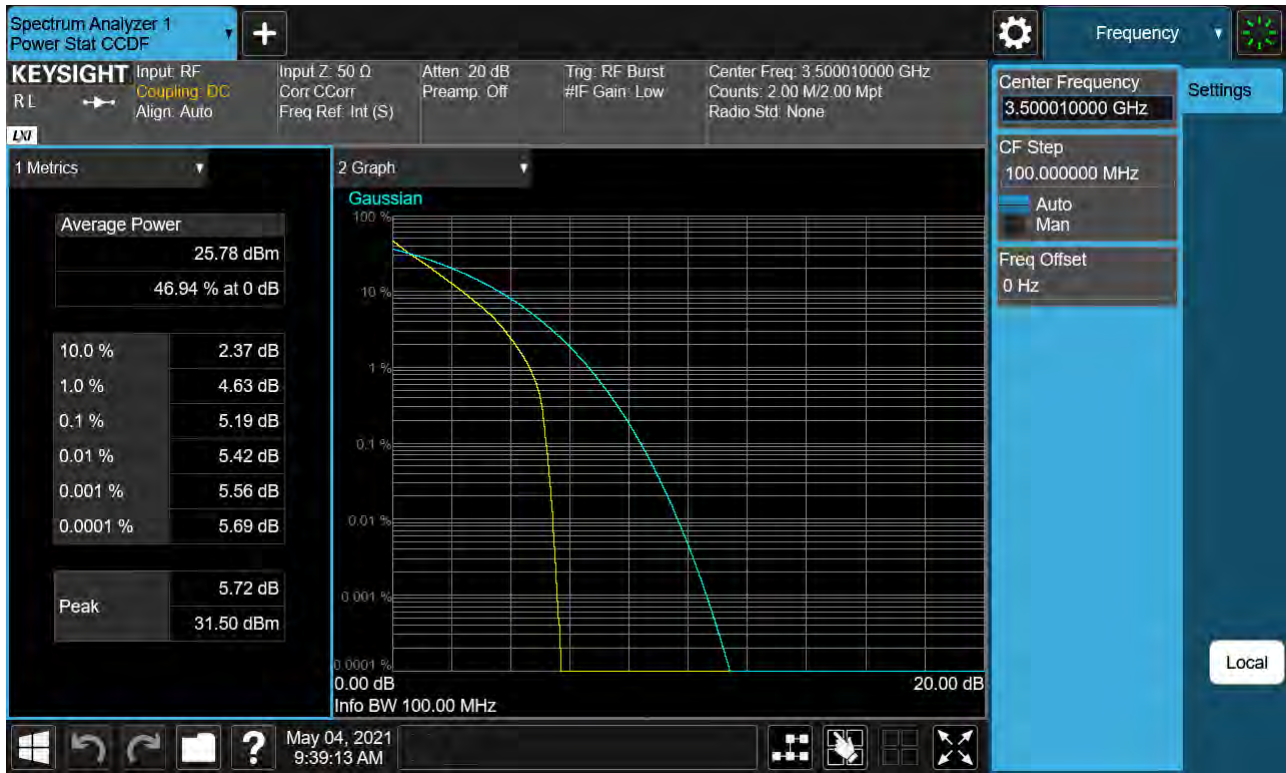 Spectrum Analyzer 1
Power Stat CCDF
Frequency
KEYSIGHT
RL
LXI
Input: RF
Coupling: DC
Align: Auto
Input Z: 50 Ω
Corr CCorr
Freq Ref: Int (S)
Atten: 20 dB
Preamp: Off
Trig: RF Burst
#IF Gain: Low
Center Freq: 3.500010000 GHz
Counts: 2.00 M/2.00 Mpt
Radio Std: None
Center Frequency
3.500010000 GHz
Settings
CF Step
100.000000 MHz
Auto
Man
Freq Offset
0 Hz
1 Metrics
Average Power
25.78 dBm
46.94 % at 0 dB
10.0 % 2.37 dB
1.0 % 4.63 dB
0.1 % 5.19 dB
0.01 % 5.42 dB
0.001 % 5.56 dB
0.0001 % 5.69 dB
Peak
5.72 dB
31.50 dBm
2 Graph
Gaussian
100 %
10 %
1 %
0.1 %
0.01 %
0.001 %
0.0001 %
0.00 dB
20.00 dB
Info BW 100.00 MHz
Local
?
May 04, 2021
9:39:13 AM